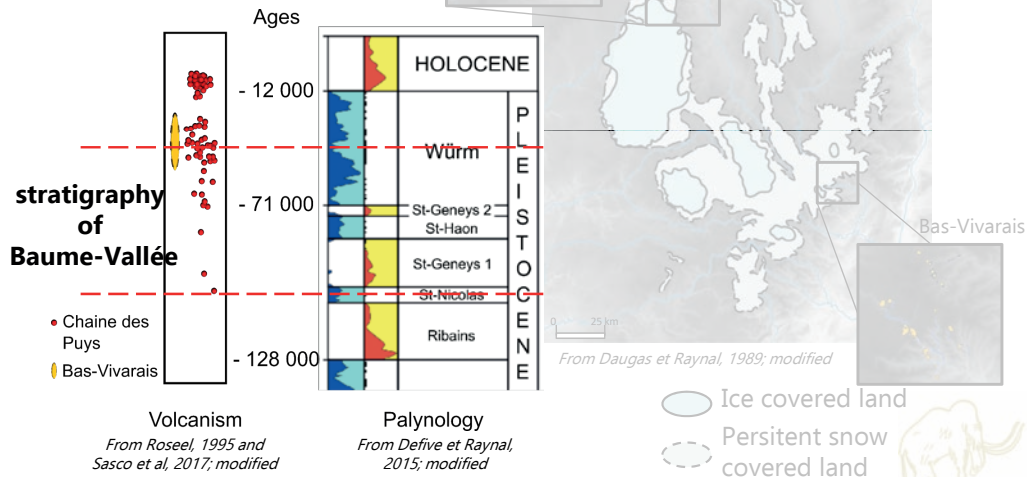 Ages
HOLOCENE
- 12 000
Würm
- 71 000
St-Geneys 2
St-Haon
St-Geneys 1
St-Nicolas
Ribains
- 128 000
PLEISTOCENE
stratigraphy
of
Baume-Vallée
Chaine des
Puys
Bas-Vivarais
Volcanism
From Roseel, 1995 and
Sasco et al, 2017; modified
Palynology
From Defive et Raynal,
2015; modified
Bas-Vivarais
0 25 km
From Daugas et Raynal, 1989; modified
Ice covered land
Persitent snow
covered land